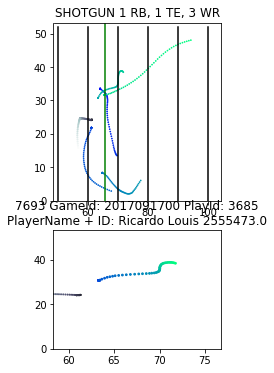 SHOTGUN 1 RB, 1 TE, 3 WR
50
40
30
20
10
0
60 80 100
7693 GameId: 2017091700 PlayId: 3685
PlayerName + ID: Ricardo Louis 2555473.0
40
20
0
60 65 70 75